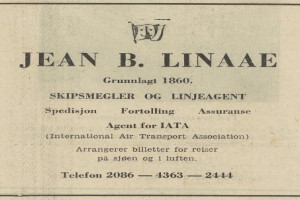 JEAN B. LINAAE
Grunnlagt 1860.
SKIPSMEGLER OG LINJEAGENT
Spedisjon Fortolling Assuranse
Agent for IATA
(International Air Transport Association)
Arrangerer billetter for reiser
på sjøen og i luften.
Telefon 2086 — 4363 — 2444